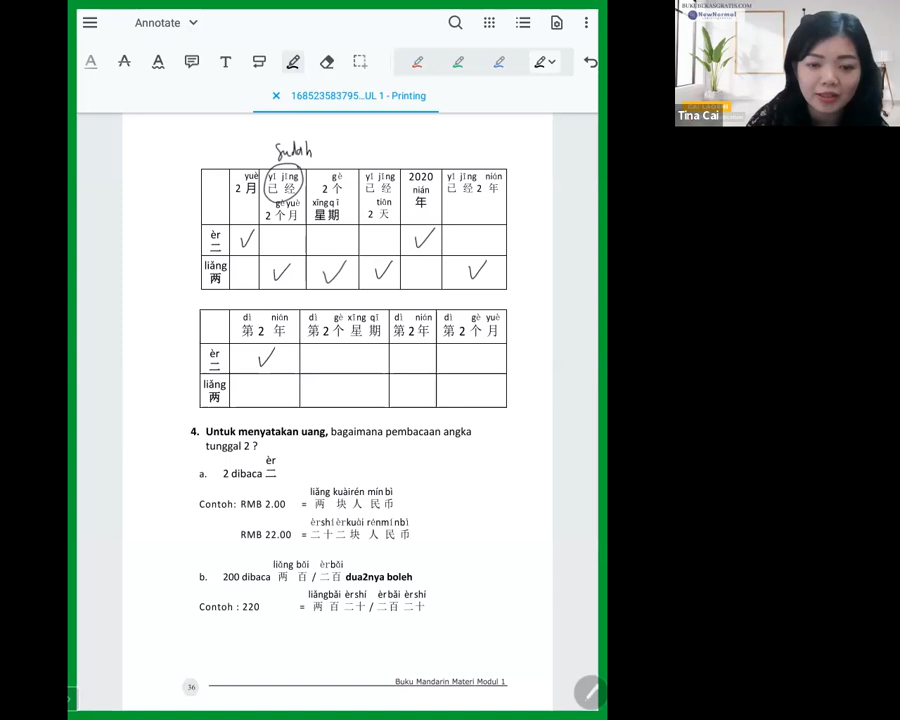 BUKUBEKASGRATIS.COM
NewNormal
Tina Cai
Annotate
168523583795...UL 1 - Printing
Sudah
yuè yǐ jīng gè yǐ jīng 2020 yǐ jīng nián
2 月 已 经 2 个 已 经 nián 已 经 2 年
gè yuè xīng qī tiān 年
2 个 月 星 期 2 天
èr
二
liǎng
两
dì nián dì gè xīng qī dì nián dì gè yuè
第 2 年 第 2 个 星 期 第 2 年 第 2 个 月
èr
二
liǎng
两
4. Untuk menyatakan uang, bagaimana pembacaan angka
tunggal 2 ?
èr
a. 2 dibaca 二
liǎng kuàirén mín bì
Contoh: RMB 2.00 = 两 块 人 民 币
èrshí èrkuài rénmínbì
RMB 22.00 = 二 十 二 块 人 民 币
liǎng bǎi èrbǎi
b. 200 dibaca 两 百 / 二百 dua2nya boleh
liǎngbǎi èrshí èrbǎi èrshí
Contoh : 220 = 两 百 二十 / 二百 二十
36 Buku Mandarin Materi Modul 1